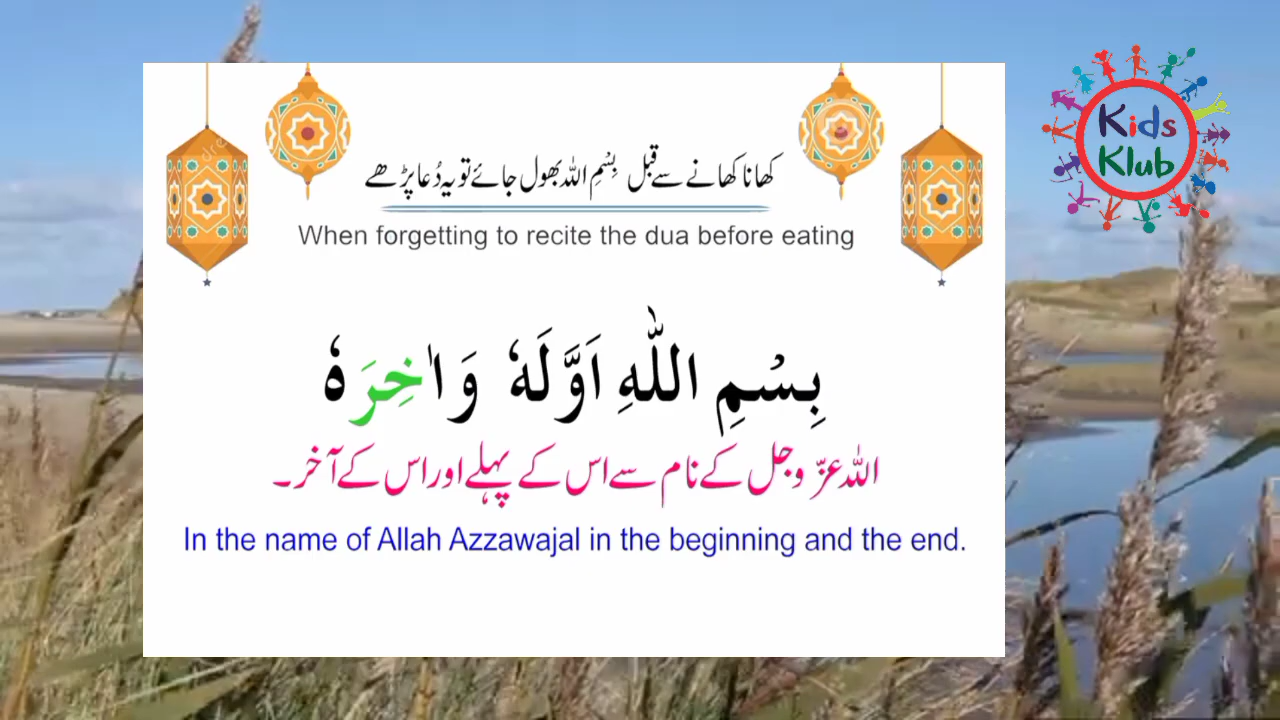 Kids
Klub
کھانا کھانے سے قبل بِسْمِ اللہ بھول جائے تو یہ دُعا پڑھے
When forgetting to recite the dua before eating
بِسْمِ اللّٰهِ اَوَّلَهٗ وَاٰخِرَهٗ
اللہ عزّ وجل کے نام سے اس کے پہلے اور اس کے آخر۔
In the name of Allah Azzawajal in the beginning and the end.